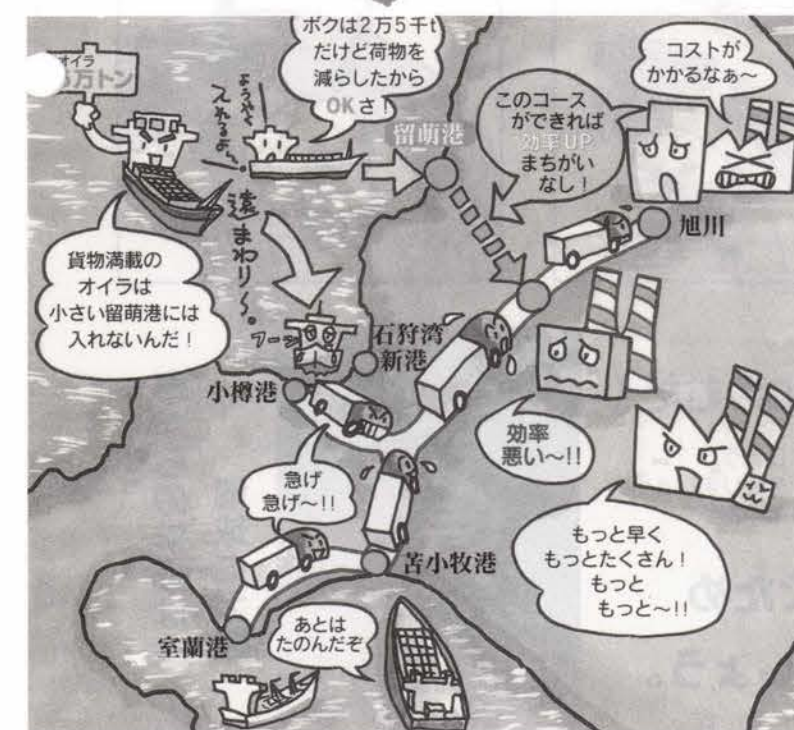 オイラ
5万トン
ようやく
入れるよ〜。
ボクは2万5千t
だけど荷物を
減らしたから
OKさ!
留萌港
このコース
ができれば
効率UP
まちがい
なし!
コストが
かかるなぁ〜
旭川
貨物満載の
オイラは
小さい留萌港には
入れないんだ!
遠まわり〜。
フーン
石狩湾
新港
小樽港
効率
悪い〜!!
急げ
急げ〜!!
もっと早く
もっとたくさん!
もっと
もっと〜!!
苫小牧港
室蘭港
あとは
たのんだぞ